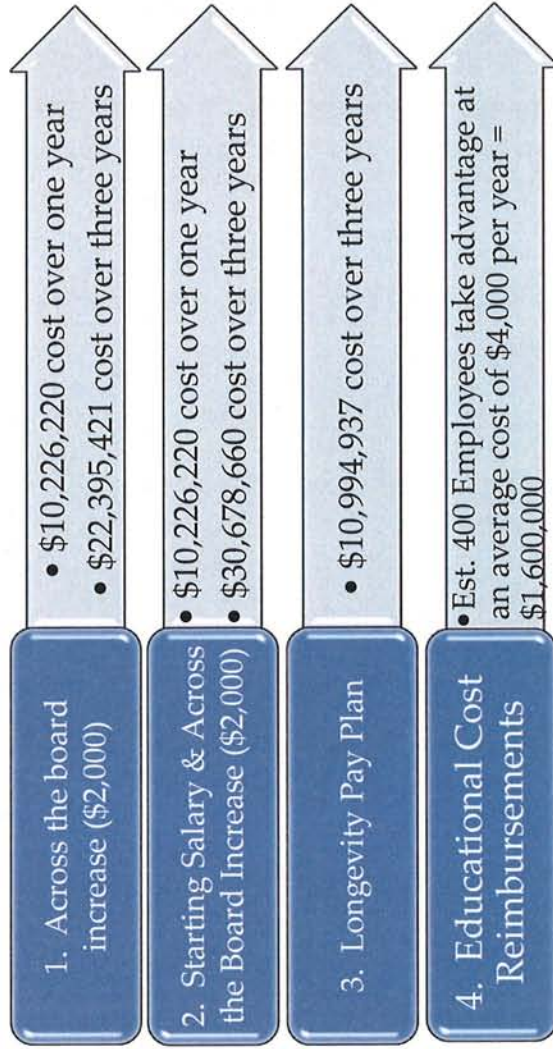 1. Across the board
increase ($2,000)
• $10,226,220 cost over one year
• $22,395,421 cost over three years
2. Starting Salary & Across
the Board Increase ($2,000)
• $10,226,220 cost over one year
• $30,678,660 cost over three years
3. Longevity Pay Plan
• $10,994,937 cost over three years
4. Educational Cost
Reimbursements
• Est. 400 Employees take advantage at
an average cost of $4,000 per year =
$1,600,000